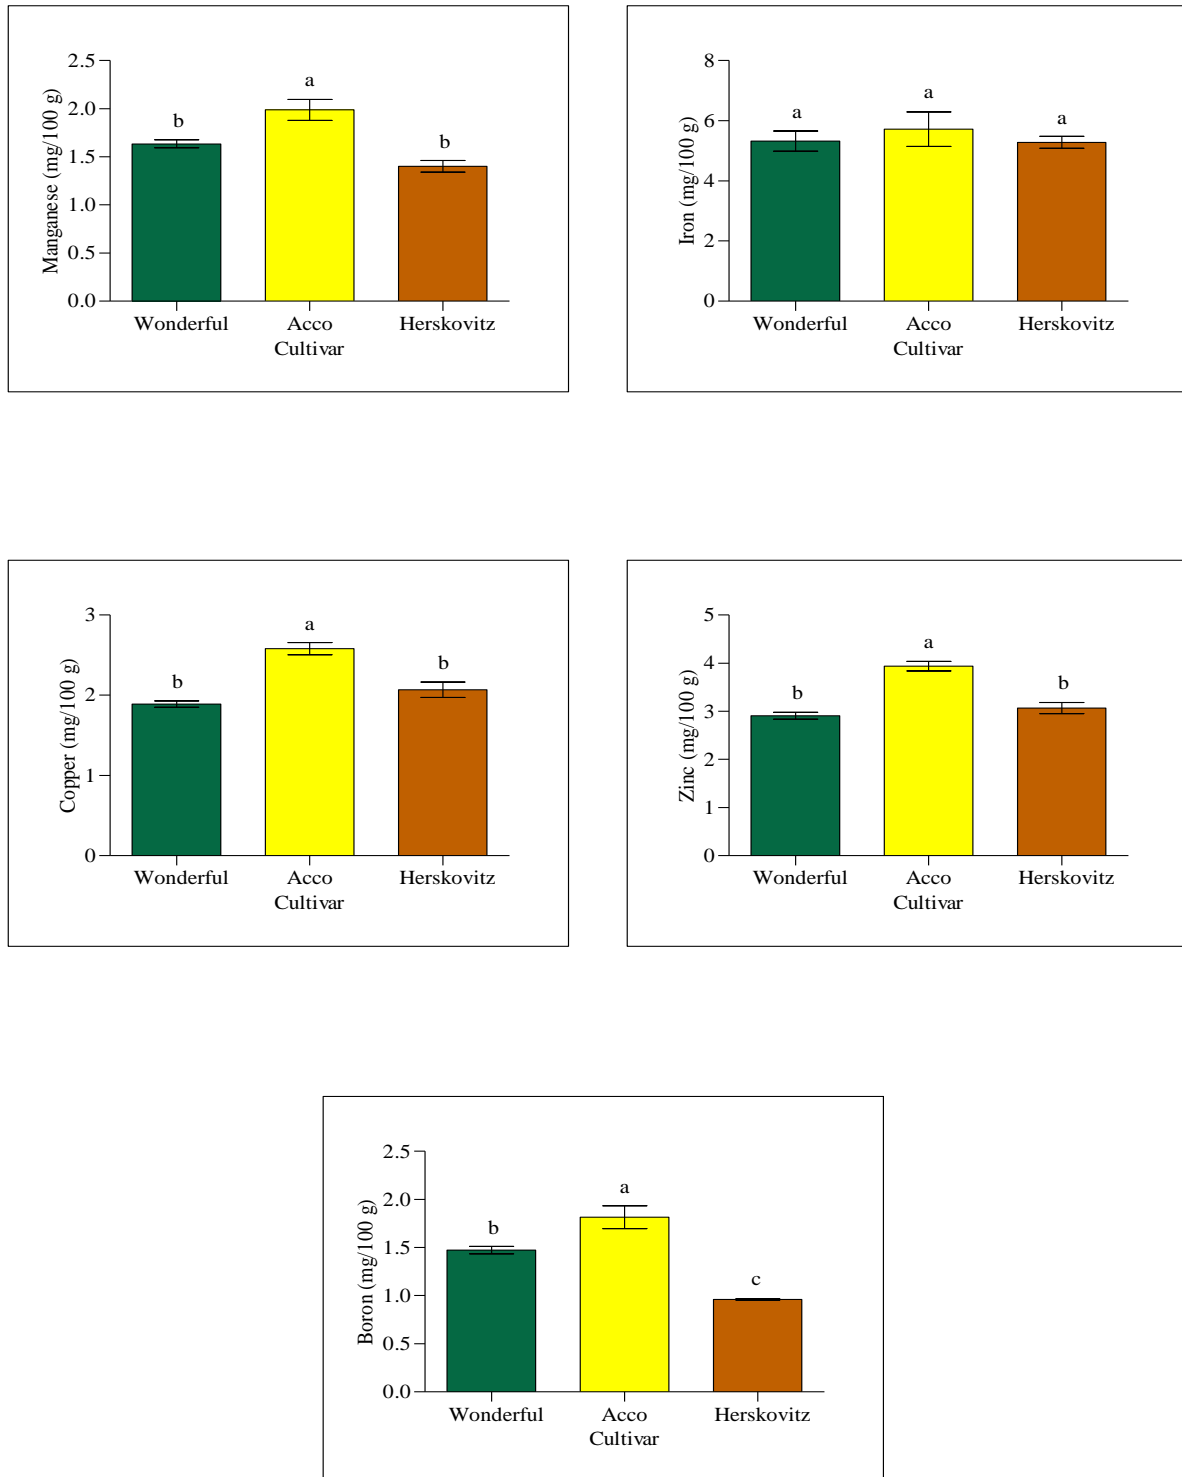 Manganese (mg/100 g)
2.5
2.0
1.5
1.0
0.5
0.0
b
a
b
Wonderful Acco Herskovitz
Cultivar
Iron (mg/100 g)
8
6
4
2
0
a
a
a
Wonderful Acco Herskovitz
Cultivar
Copper (mg/100 g)
3
2
1
0
b
a
b
Wonderful Acco Herskovitz
Cultivar
Zinc (mg/100 g)
5
4
3
2
1
0
b
a
b
Wonderful Acco Herskovitz
Cultivar
Boron (mg/100 g)
2.5
2.0
1.5
1.0
0.5
0.0
b
a
c
Wonderful Acco Herskovitz
Cultivar